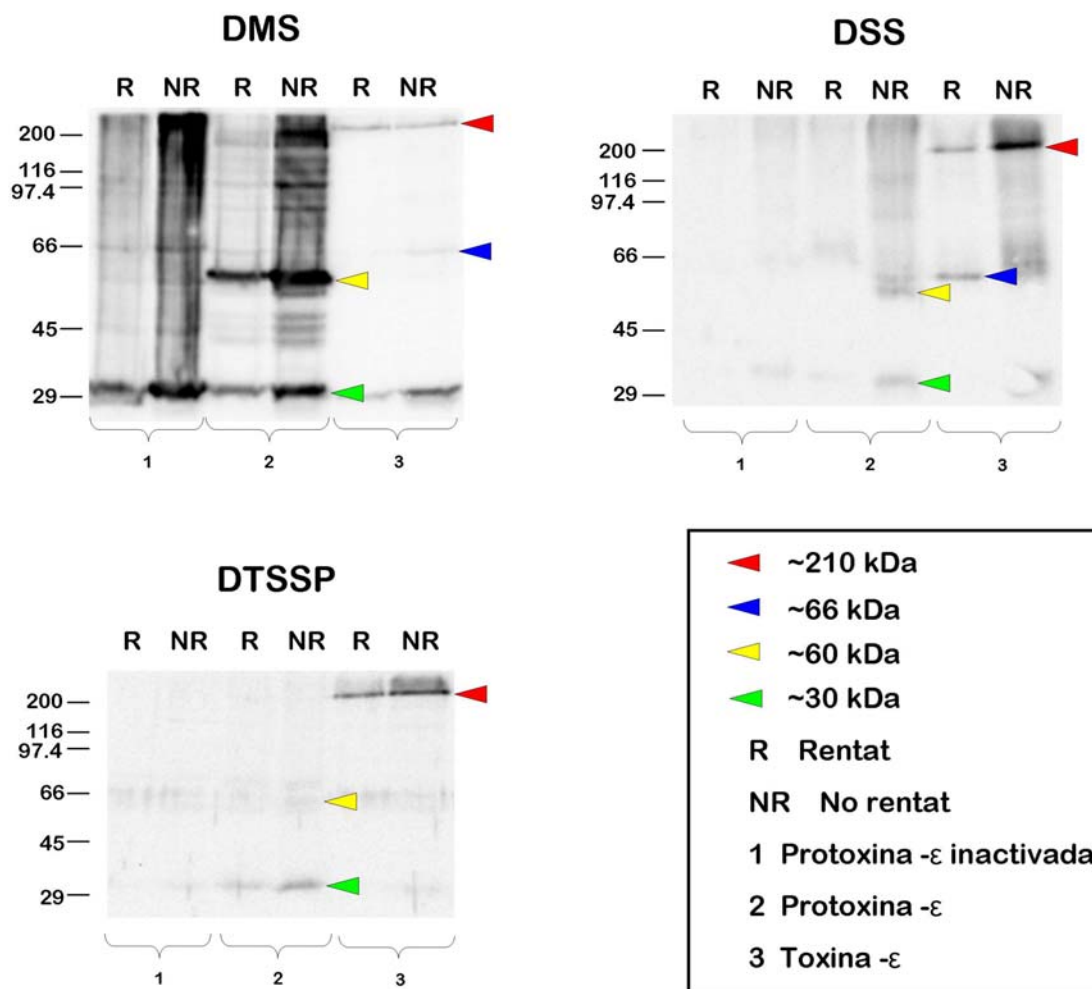 DMS
R NR R NR R NR
200
116
97.4
66
45
29
1 2 3
DSS
R NR R NR R NR
200
116
97.4
66
45
29
1 2 3
DTSSP
R NR R NR R NR
200
116
97.4
66
45
29
1 2 3
~210 kDa
~66 kDa
~60 kDa
~30 kDa
R Rentat
NR No rentat
1 Protoxina -ε inactivada
2 Protoxina -ε
3 Toxina -ε